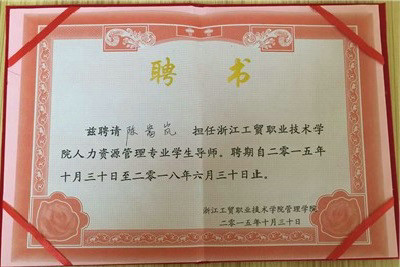 聘书
兹聘请 陈嵩岚 担任浙江工贸职业技术学
院人力资源管理专业学生导师。聘期自二零一五年
十月三十日至二零一八年六月三十日止。
浙江工贸职业技术学院管理学院
二零一五年十月三十日